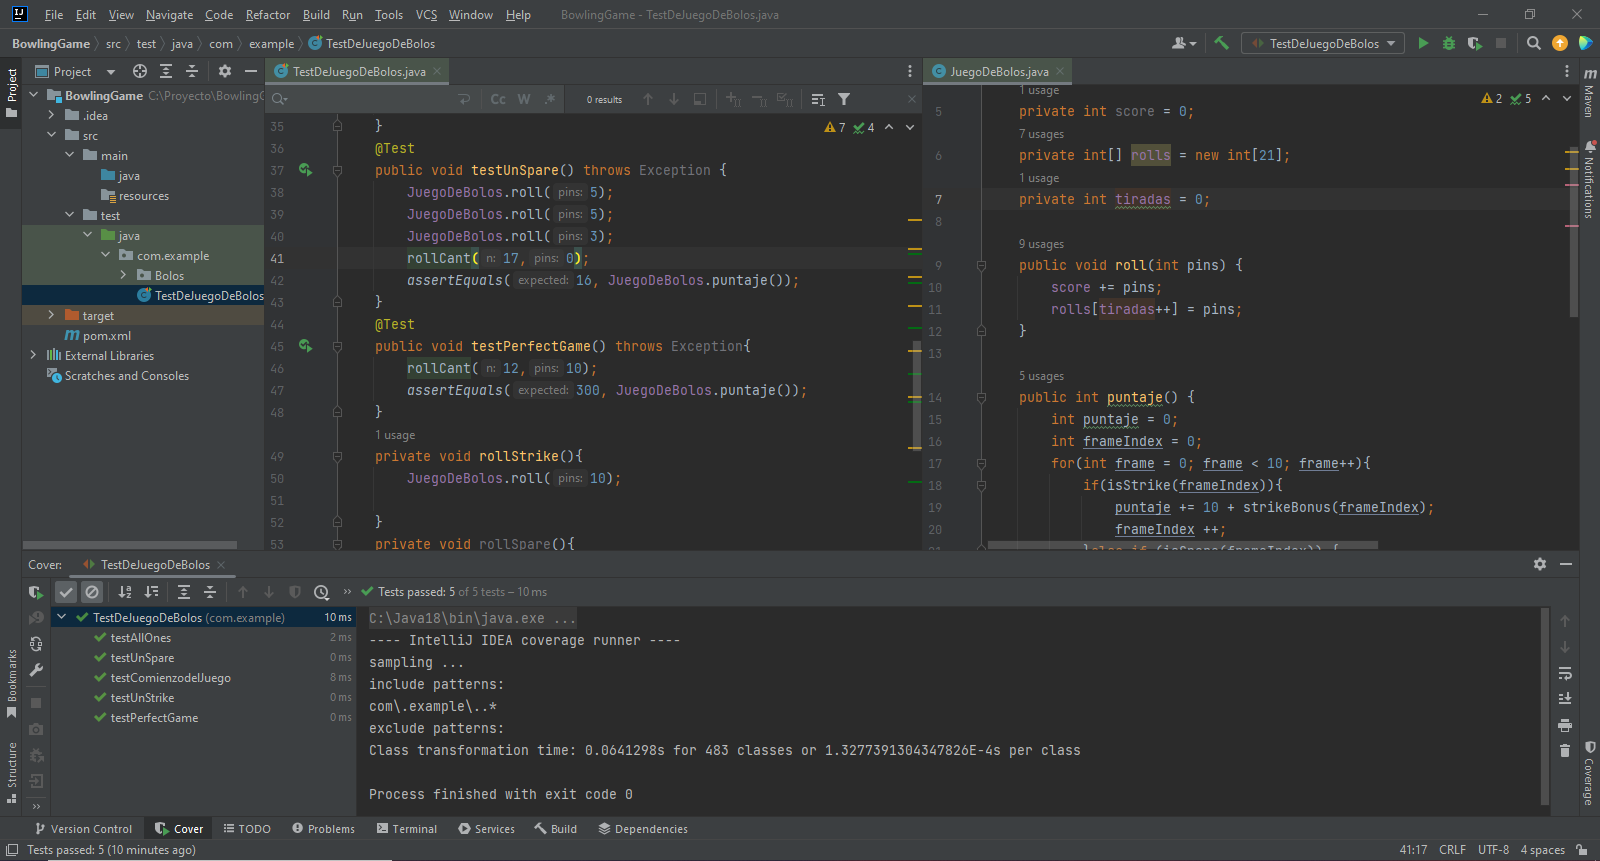 File Edit View Navigate Code Refactor Build Run Tools VCS Window Help BowlingGame - TestDeJuegoDeBolos.java
BowlingGame src test java com example TestDeJuegoDeBolos
TestDeJuegoDeBolos
Project
Project
BowlingGame C:\Proyecto\BowlingG
.idea
src
main
java
resources
test
java
com.example
Bolos
TestDeJuegoDeBolos
target
pom.xml
External Libraries
Scratches and Consoles
TestDeJuegoDeBolos.java
Cc W .* 0 results
7 4
35 }
36 @Test
37 public void testUnSpare() throws Exception {
38 JuegoDeBolos.roll( pins: 5);
39 JuegoDeBolos.roll( pins: 5);
40 JuegoDeBolos.roll( pins: 3);
41 rollCant( n: 17, pins: 0);
42 assertEquals( expected: 16, JuegoDeBolos.puntaje());
43 }
44 @Test
45 public void testPerfectGame() throws Exception{
46 rollCant( n: 12, pins: 10);
47 assertEquals( expected: 300, JuegoDeBolos.puntaje());
48 }
1 usage
49 private void rollStrike(){
50 JuegoDeBolos.roll( pins: 10);
51
52 }
53 private void rollSpare(){
JuegoDeBolos.java
2 5
1 usage
5 private int score = 0;
7 usages
6 private int[] rolls = new int[21];
1 usage
7 private int tiradas = 0;
8
9 usages
9 public void roll(int pins) {
10 score += pins;
11 rolls[tiradas++] = pins;
12 }
13
5 usages
14 public int puntaje() {
15 int puntaje = 0;
16 int frameIndex = 0;
17 for(int frame = 0; frame < 10; frame++){
18 if(isStrike(frameIndex)){
19 puntaje += 10 + strikeBonus(frameIndex);
20 frameIndex ++;
21 }else if (isSpare(frameIndex)) {
Maven
Notifications
Cover: TestDeJuegoDeBolos
Tests passed: 5 of 5 tests – 10 ms
TestDeJuegoDeBolos (com.example) 10 ms
testAllOnes 2 ms
testUnSpare 0 ms
testComienzodelJuego 8 ms
testUnStrike 0 ms
testPerfectGame 0 ms
C:\Java18\bin\java.exe ...
---- IntelliJ IDEA coverage runner ----
sampling ...
include patterns:
com\.example\..*
exclude patterns:
Class transformation time: 0.0641298s for 483 classes or 1.3277391304347826E-4s per class
Process finished with exit code 0
Bookmarks
Structure
Coverage
Version Control Cover TODO Problems Terminal Services Build Dependencies
Tests passed: 5 (10 minutes ago) 41:17 CRLF UTF-8 4 spaces